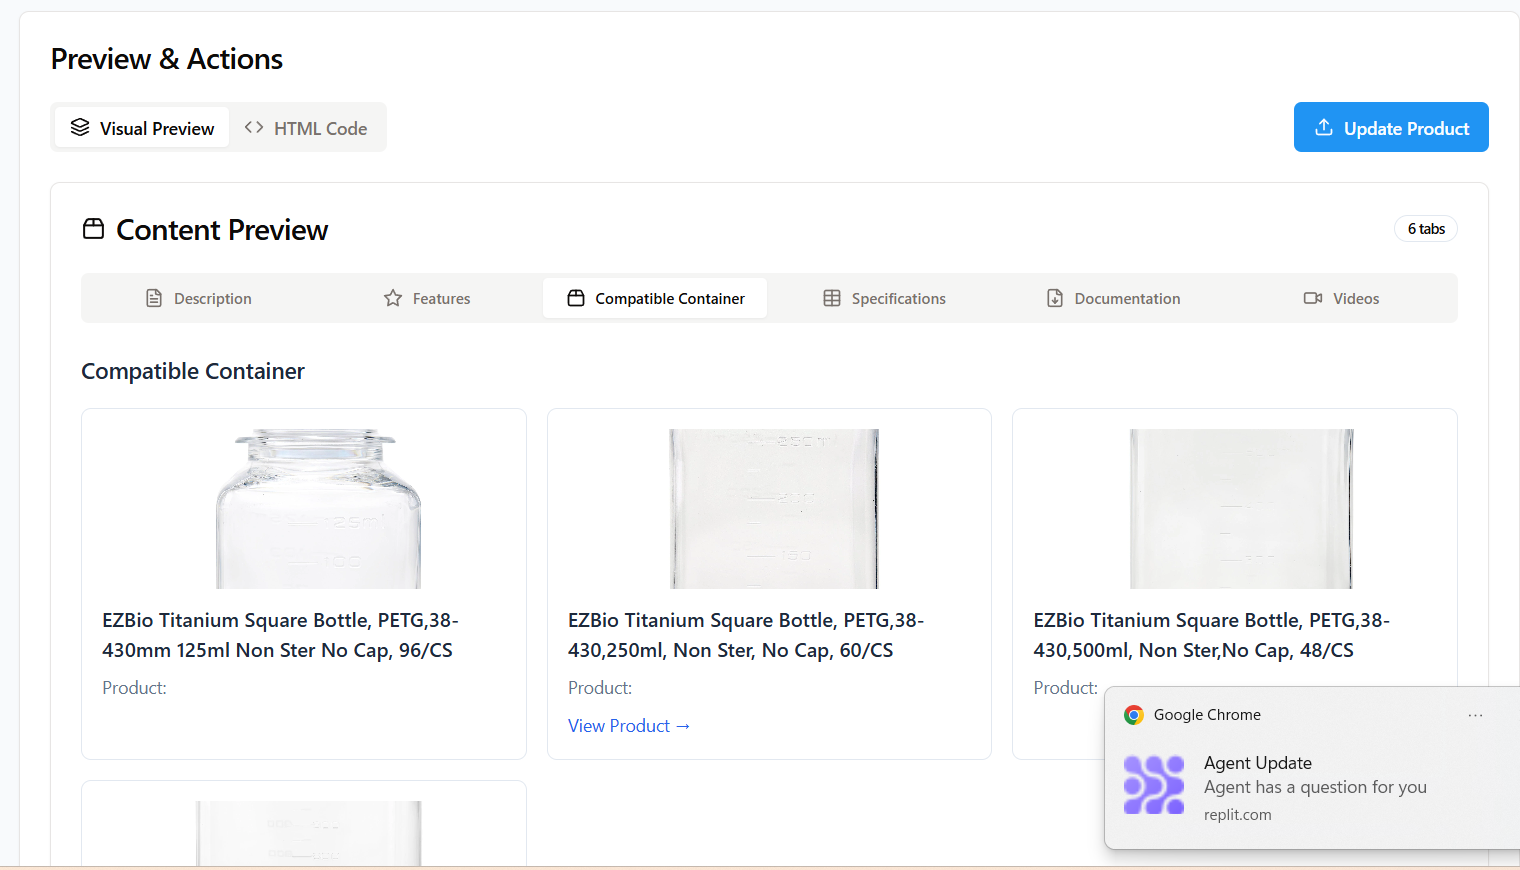 Preview & Actions
Visual Preview
HTML Code
Update Product
Content Preview
6 tabs
Description
Features
Compatible Container
Specifications
Documentation
Videos
Compatible Container
EZBio Titanium Square Bottle, PETG,38-
430mm 125ml Non Ster No Cap, 96/CS
Product:
EZBio Titanium Square Bottle, PETG,38-
430,250ml, Non Ster, No Cap, 60/CS
Product:
View Product →
EZBio Titanium Square Bottle, PETG,38-
430,500ml, Non Ster,No Cap, 48/CS
Product:
Google Chrome
Agent Update
Agent has a question for you
replit.com